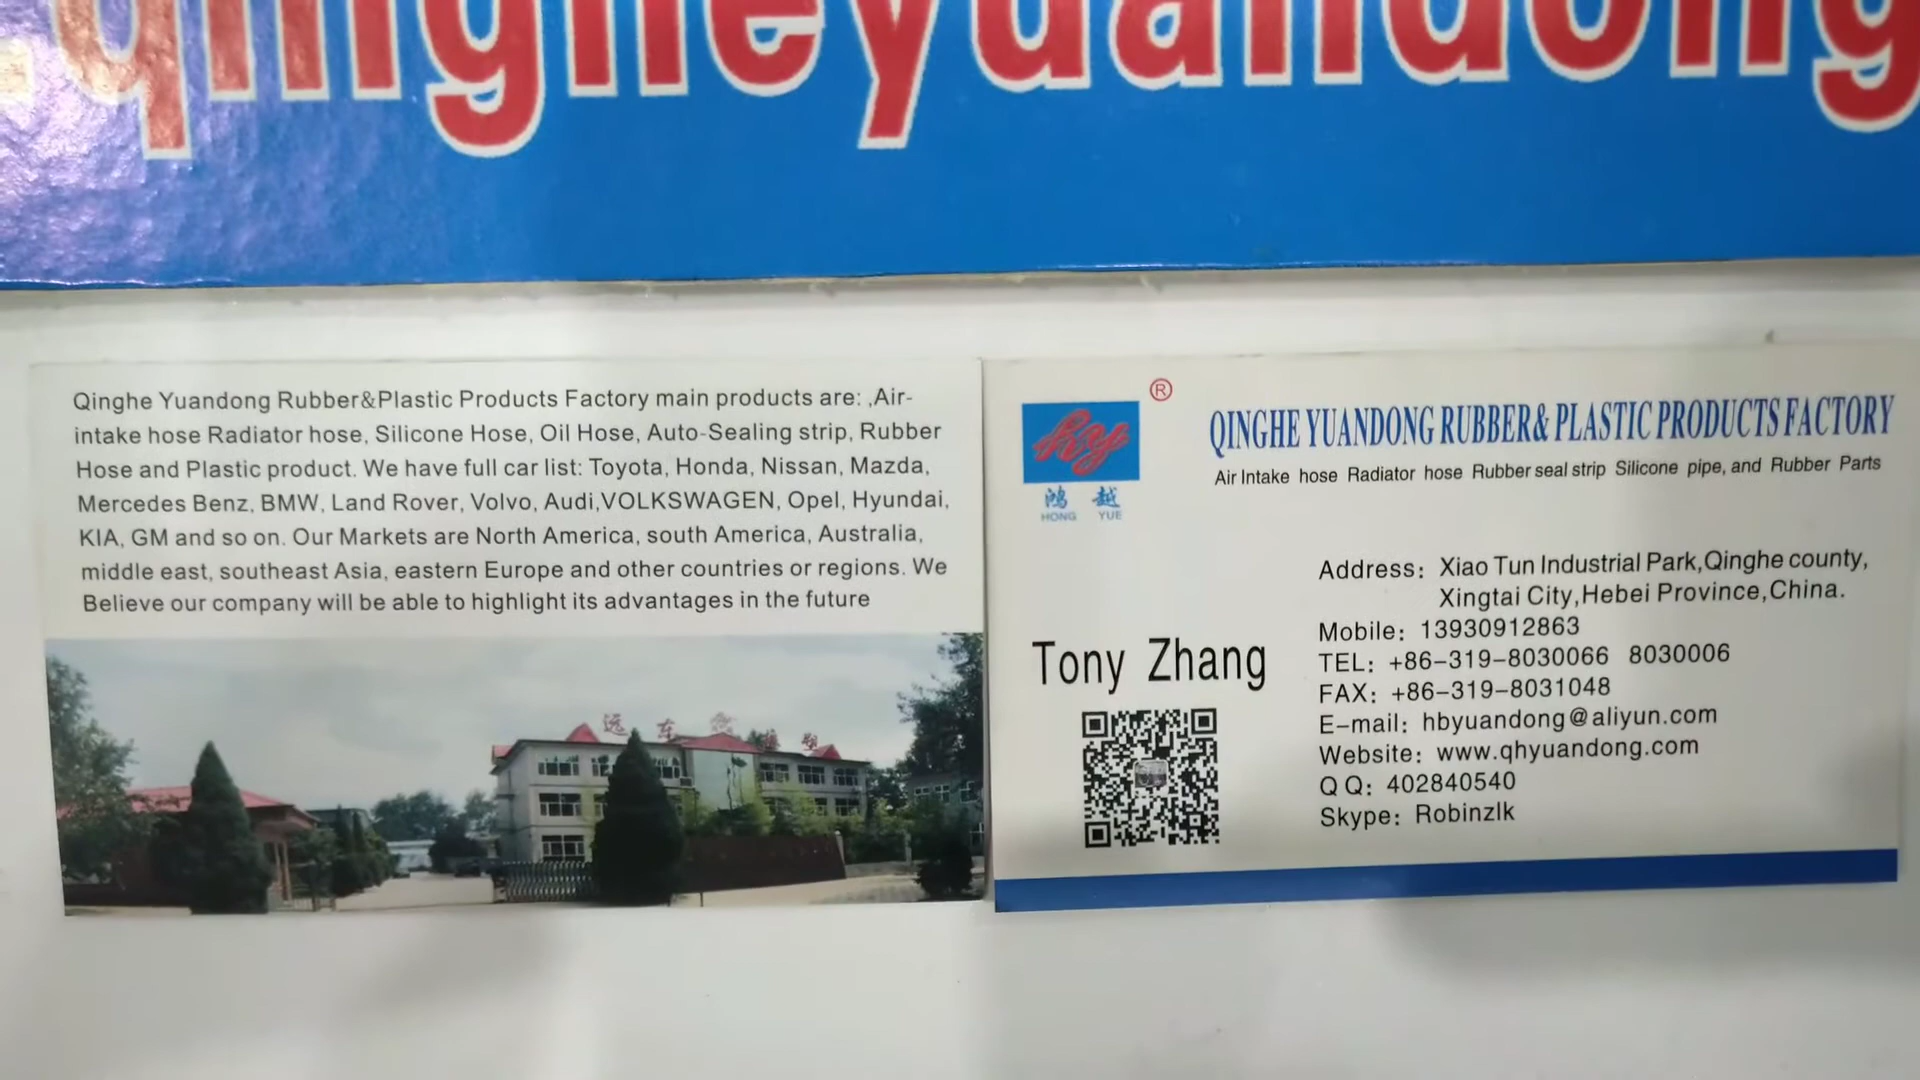 qingheyuandong
Qinghe Yuandong Rubber&Plastic Products Factory main products are: ,Air-
intake hose Radiator hose, Silicone Hose, Oil Hose, Auto-Sealing strip, Rubber
Hose and Plastic product. We have full car list: Toyota, Honda, Nissan, Mazda,
Mercedes Benz, BMW, Land Rover, Volvo, Audi,VOLKSWAGEN, Opel, Hyundai,
KIA, GM and so on. Our Markets are North America, south America, Australia,
middle east, southeast Asia, eastern Europe and other countries or regions. We
Believe our company will be able to highlight its advantages in the future
远东 橡塑
hy ®
鸿越
HONG YUE
QINGHE YUANDONG RUBBER& PLASTIC PRODUCTS FACTORY
Air Intake hose Radiator hose Rubber seal strip Silicone pipe, and Rubber Parts
Tony Zhang
Address: Xiao Tun Industrial Park,Qinghe county,
Xingtai City,Hebei Province,China.
Mobile: 13930912863
TEL: +86-319-8030066 8030006
FAX: +86-319-8031048
E-mail: hbyuandong@aliyun.com
Website: www.qhyuandong.com
QQ: 402840540
Skype: Robinzlk